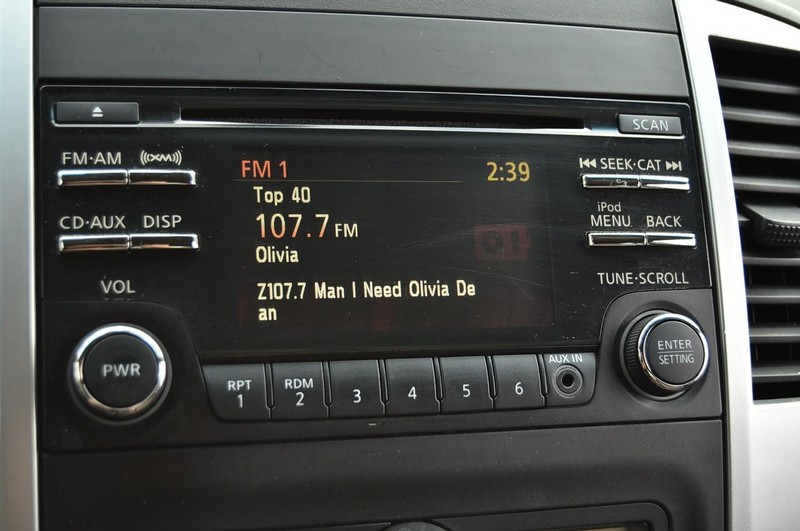 SCAN
FM·AM
((XM))
SEEK·CAT
CD·AUX
DISP
iPod
MENU
BACK
VOL
TUNE·SCROLL
FM 1
2:39
Top 40
107.7 FM
Olivia
Z107.7 Man I Need Olivia De
an
PWR
RPT
1
RDM
2
3
4
5
6
AUX IN
ENTER
SETTING